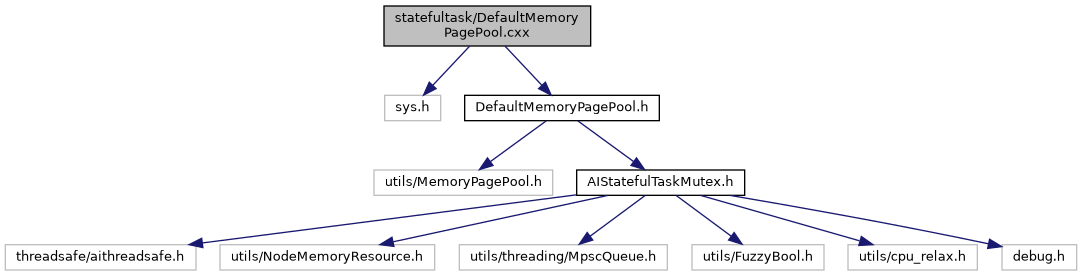 statefultask/DefaultMemory
PagePool.cxx
sys.h
DefaultMemoryPagePool.h
utils/MemoryPagePool.h
AIStatefulTaskMutex.h
threadsafe/aithreadsafe.h
utils/NodeMemoryResource.h
utils/threading/MpscQueue.h
utils/FuzzyBool.h
utils/cpu_relax.h
debug.h